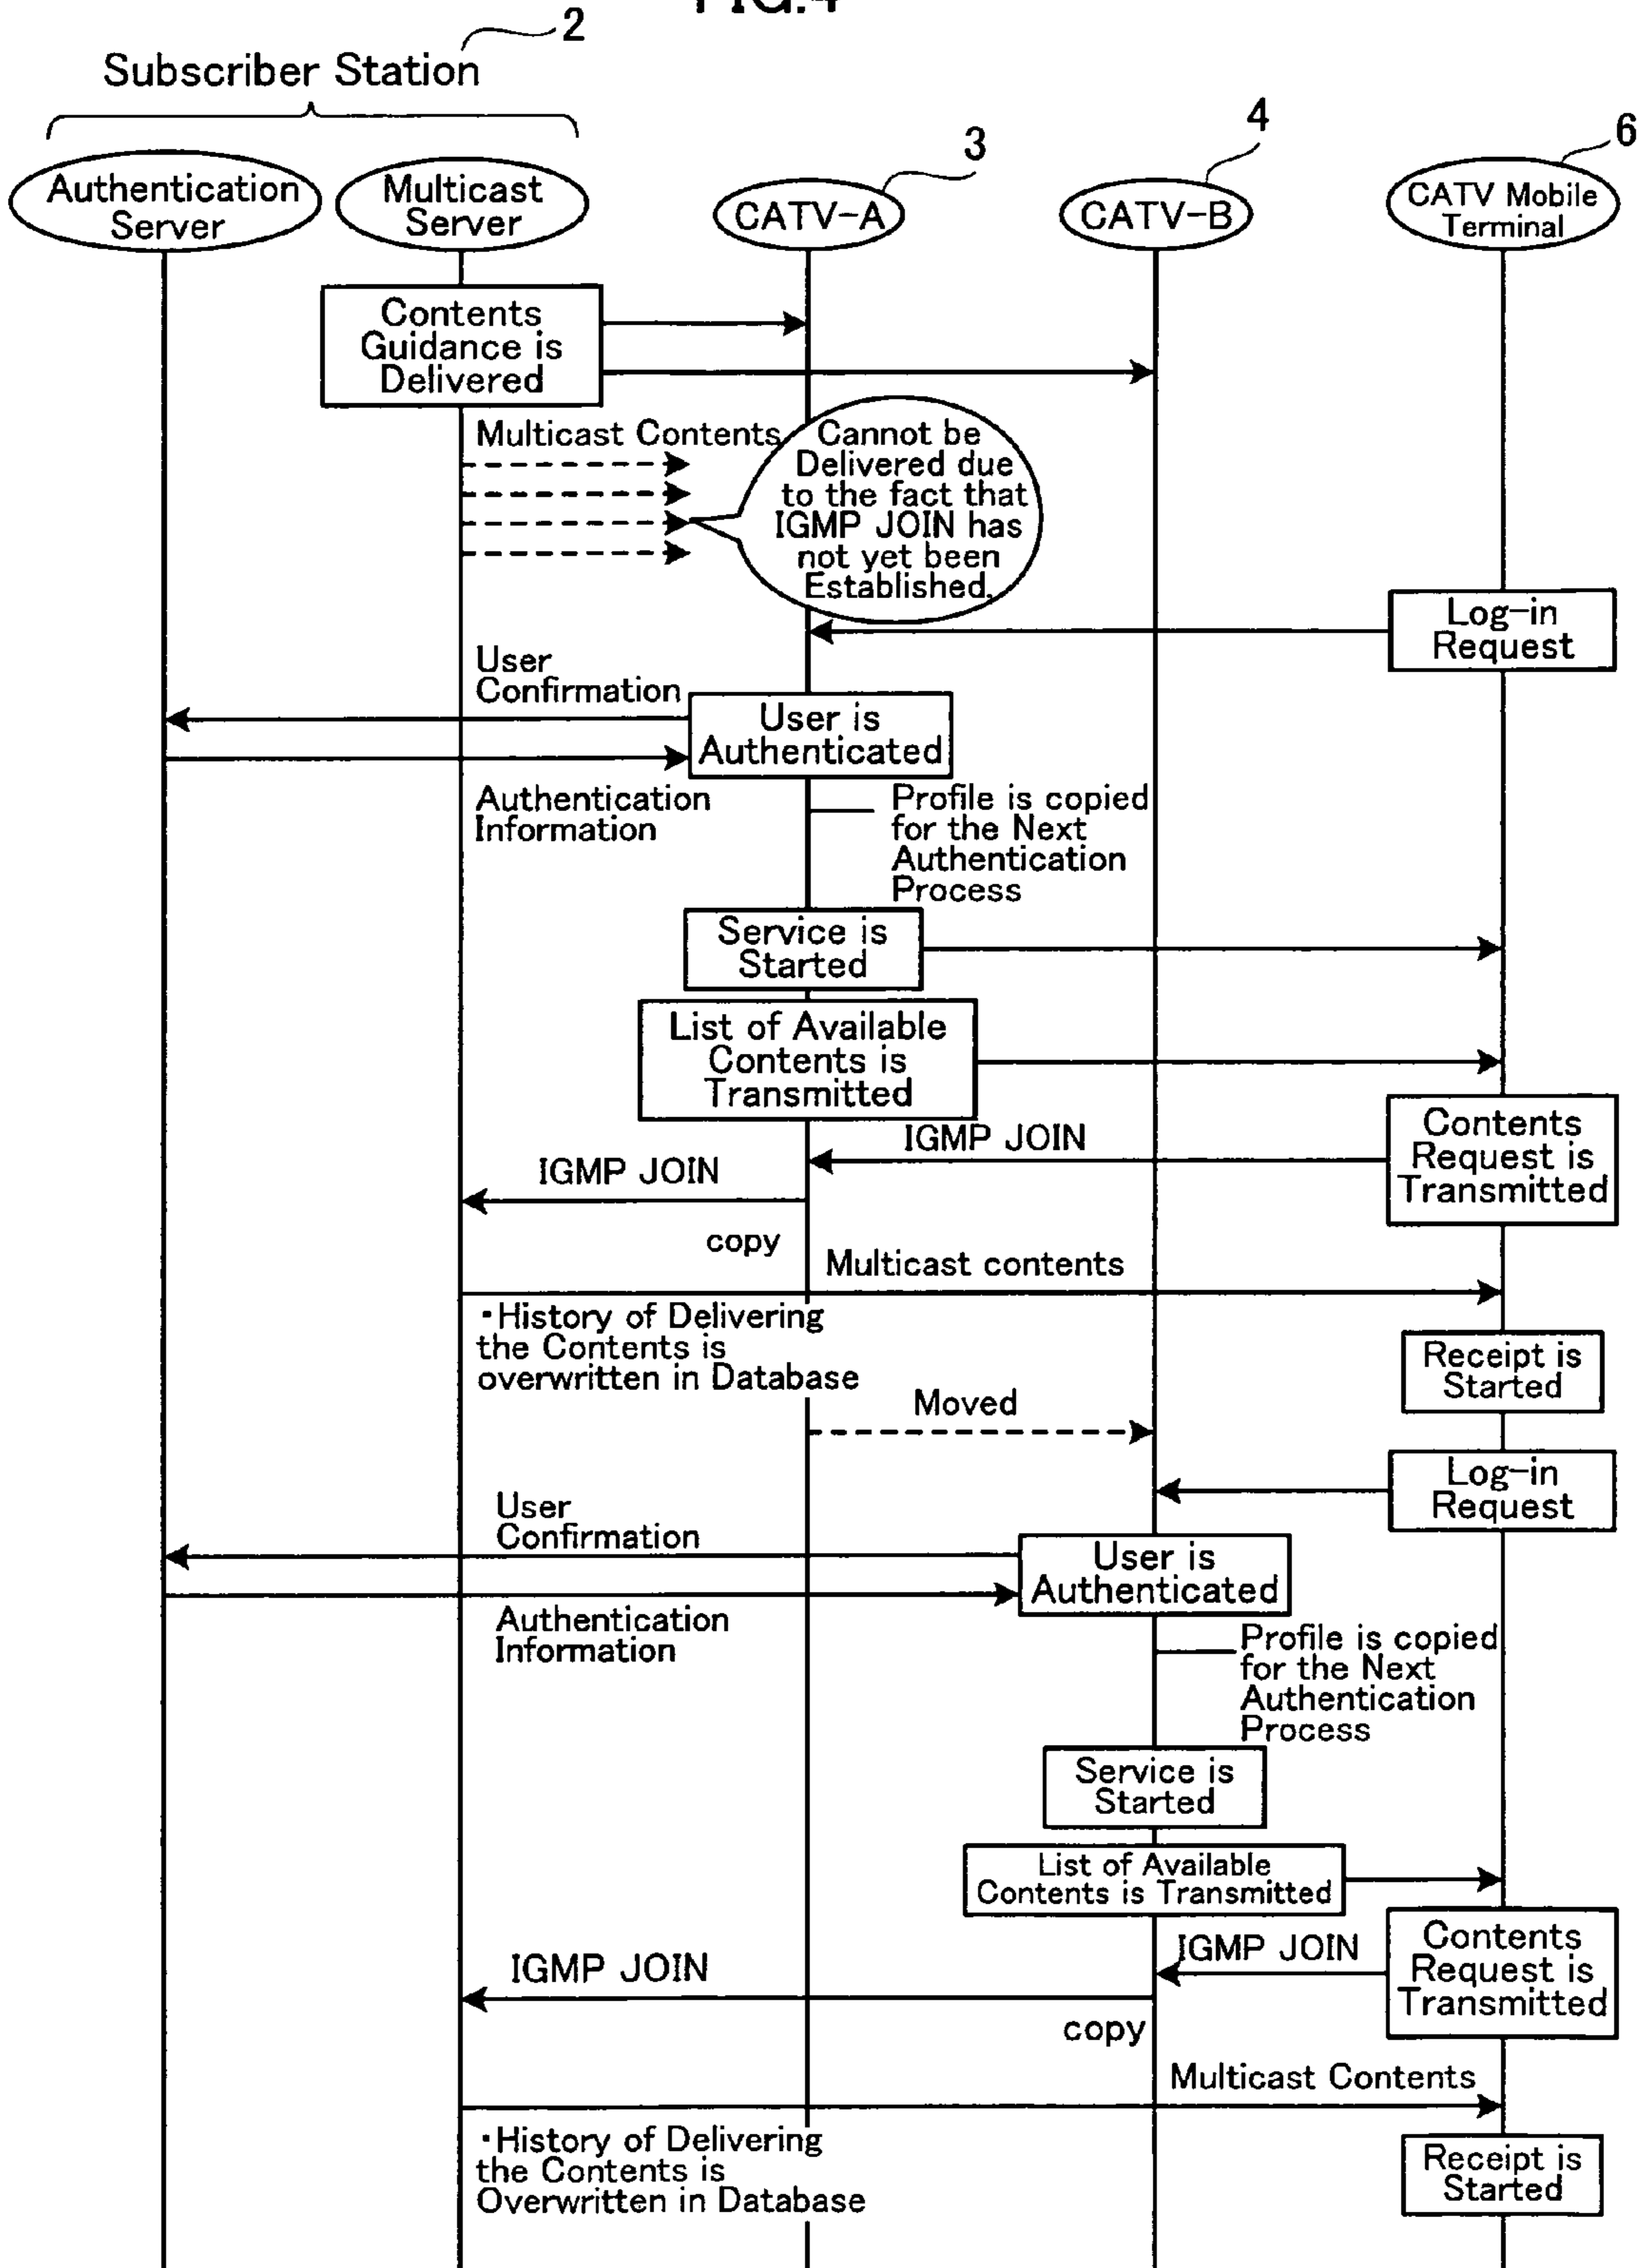 FIG.4
2
Subscriber Station
3
4
6
Authentication
Server
Multicast
Server
CATV-A
CATV-B
CATV Mobile
Terminal
Contents
Guidance is
Delivered
Multicast Contents
Cannot be
Delivered due
to the fact that
IGMP JOIN has
not yet been
Established.
Log-in
Request
User
Confirmation
User is
Authenticated
Authentication
Information
Profile is copied
for the Next
Authentication
Process
Service is
Started
List of Available
Contents is
Transmitted
Contents
Request is
Transmitted
IGMP JOIN
IGMP JOIN
copy
Multicast contents
・History of Delivering
the Contents is
overwritten in Database
Receipt is
Started
Moved
Log-in
Request
User
Confirmation
User is
Authenticated
Authentication
Information
Profile is copied
for the Next
Authentication
Process
Service is
Started
List of Available
Contents is Transmitted
Contents
Request is
Transmitted
IGMP JOIN
IGMP JOIN
copy
Multicast Contents
・History of Delivering
the Contents is
Overwritten in Database
Receipt is
Started